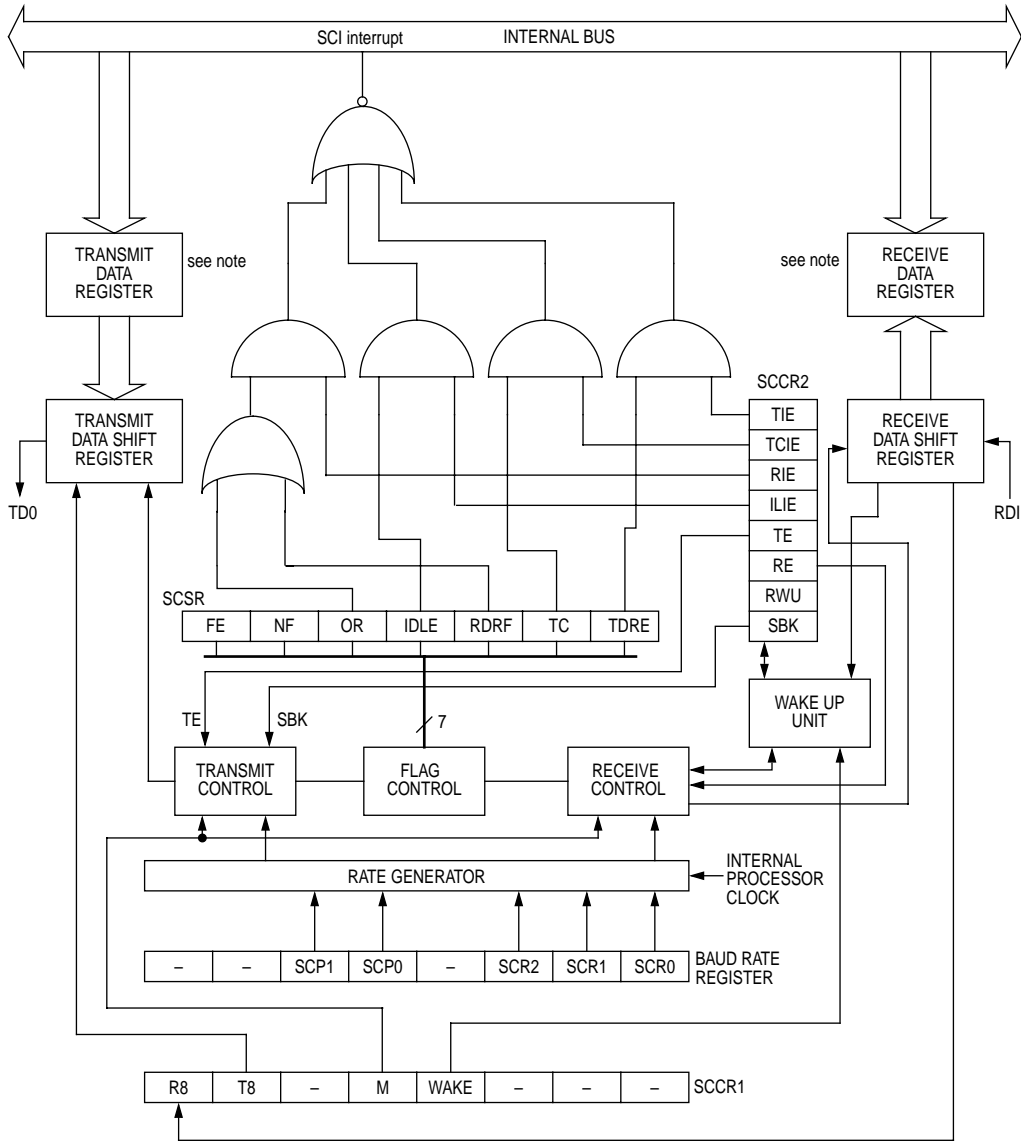 SCI interrupt INTERNAL BUS
TRANSMIT
DATA
REGISTER
see note
see note
RECEIVE
DATA
REGISTER
SCCR2
TRANSMIT
DATA SHIFT
REGISTER
TIE
TCIE
RIE
ILIE
TE
RE
RWU
SBK
RECEIVE
DATA SHIFT
REGISTER
TD0
RDI
SCSR
FE NF OR IDLE RDRF TC TDRE
TE SBK
7
WAKE UP
UNIT
TRANSMIT
CONTROL
FLAG
CONTROL
RECEIVE
CONTROL
RATE GENERATOR
INTERNAL
PROCESSOR
CLOCK
– – SCP1 SCP0 – SCR2 SCR1 SCR0
BAUD RATE
REGISTER
R8 T8 – M WAKE – – –
SCCR1